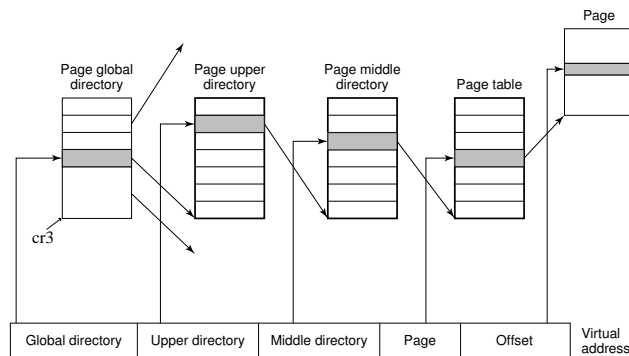 Page
Page global
directory
Page upper
directory
Page middle
directory
Page table
cr3
Global directory
Upper directory
Middle directory
Page
Offset
Virtual
address